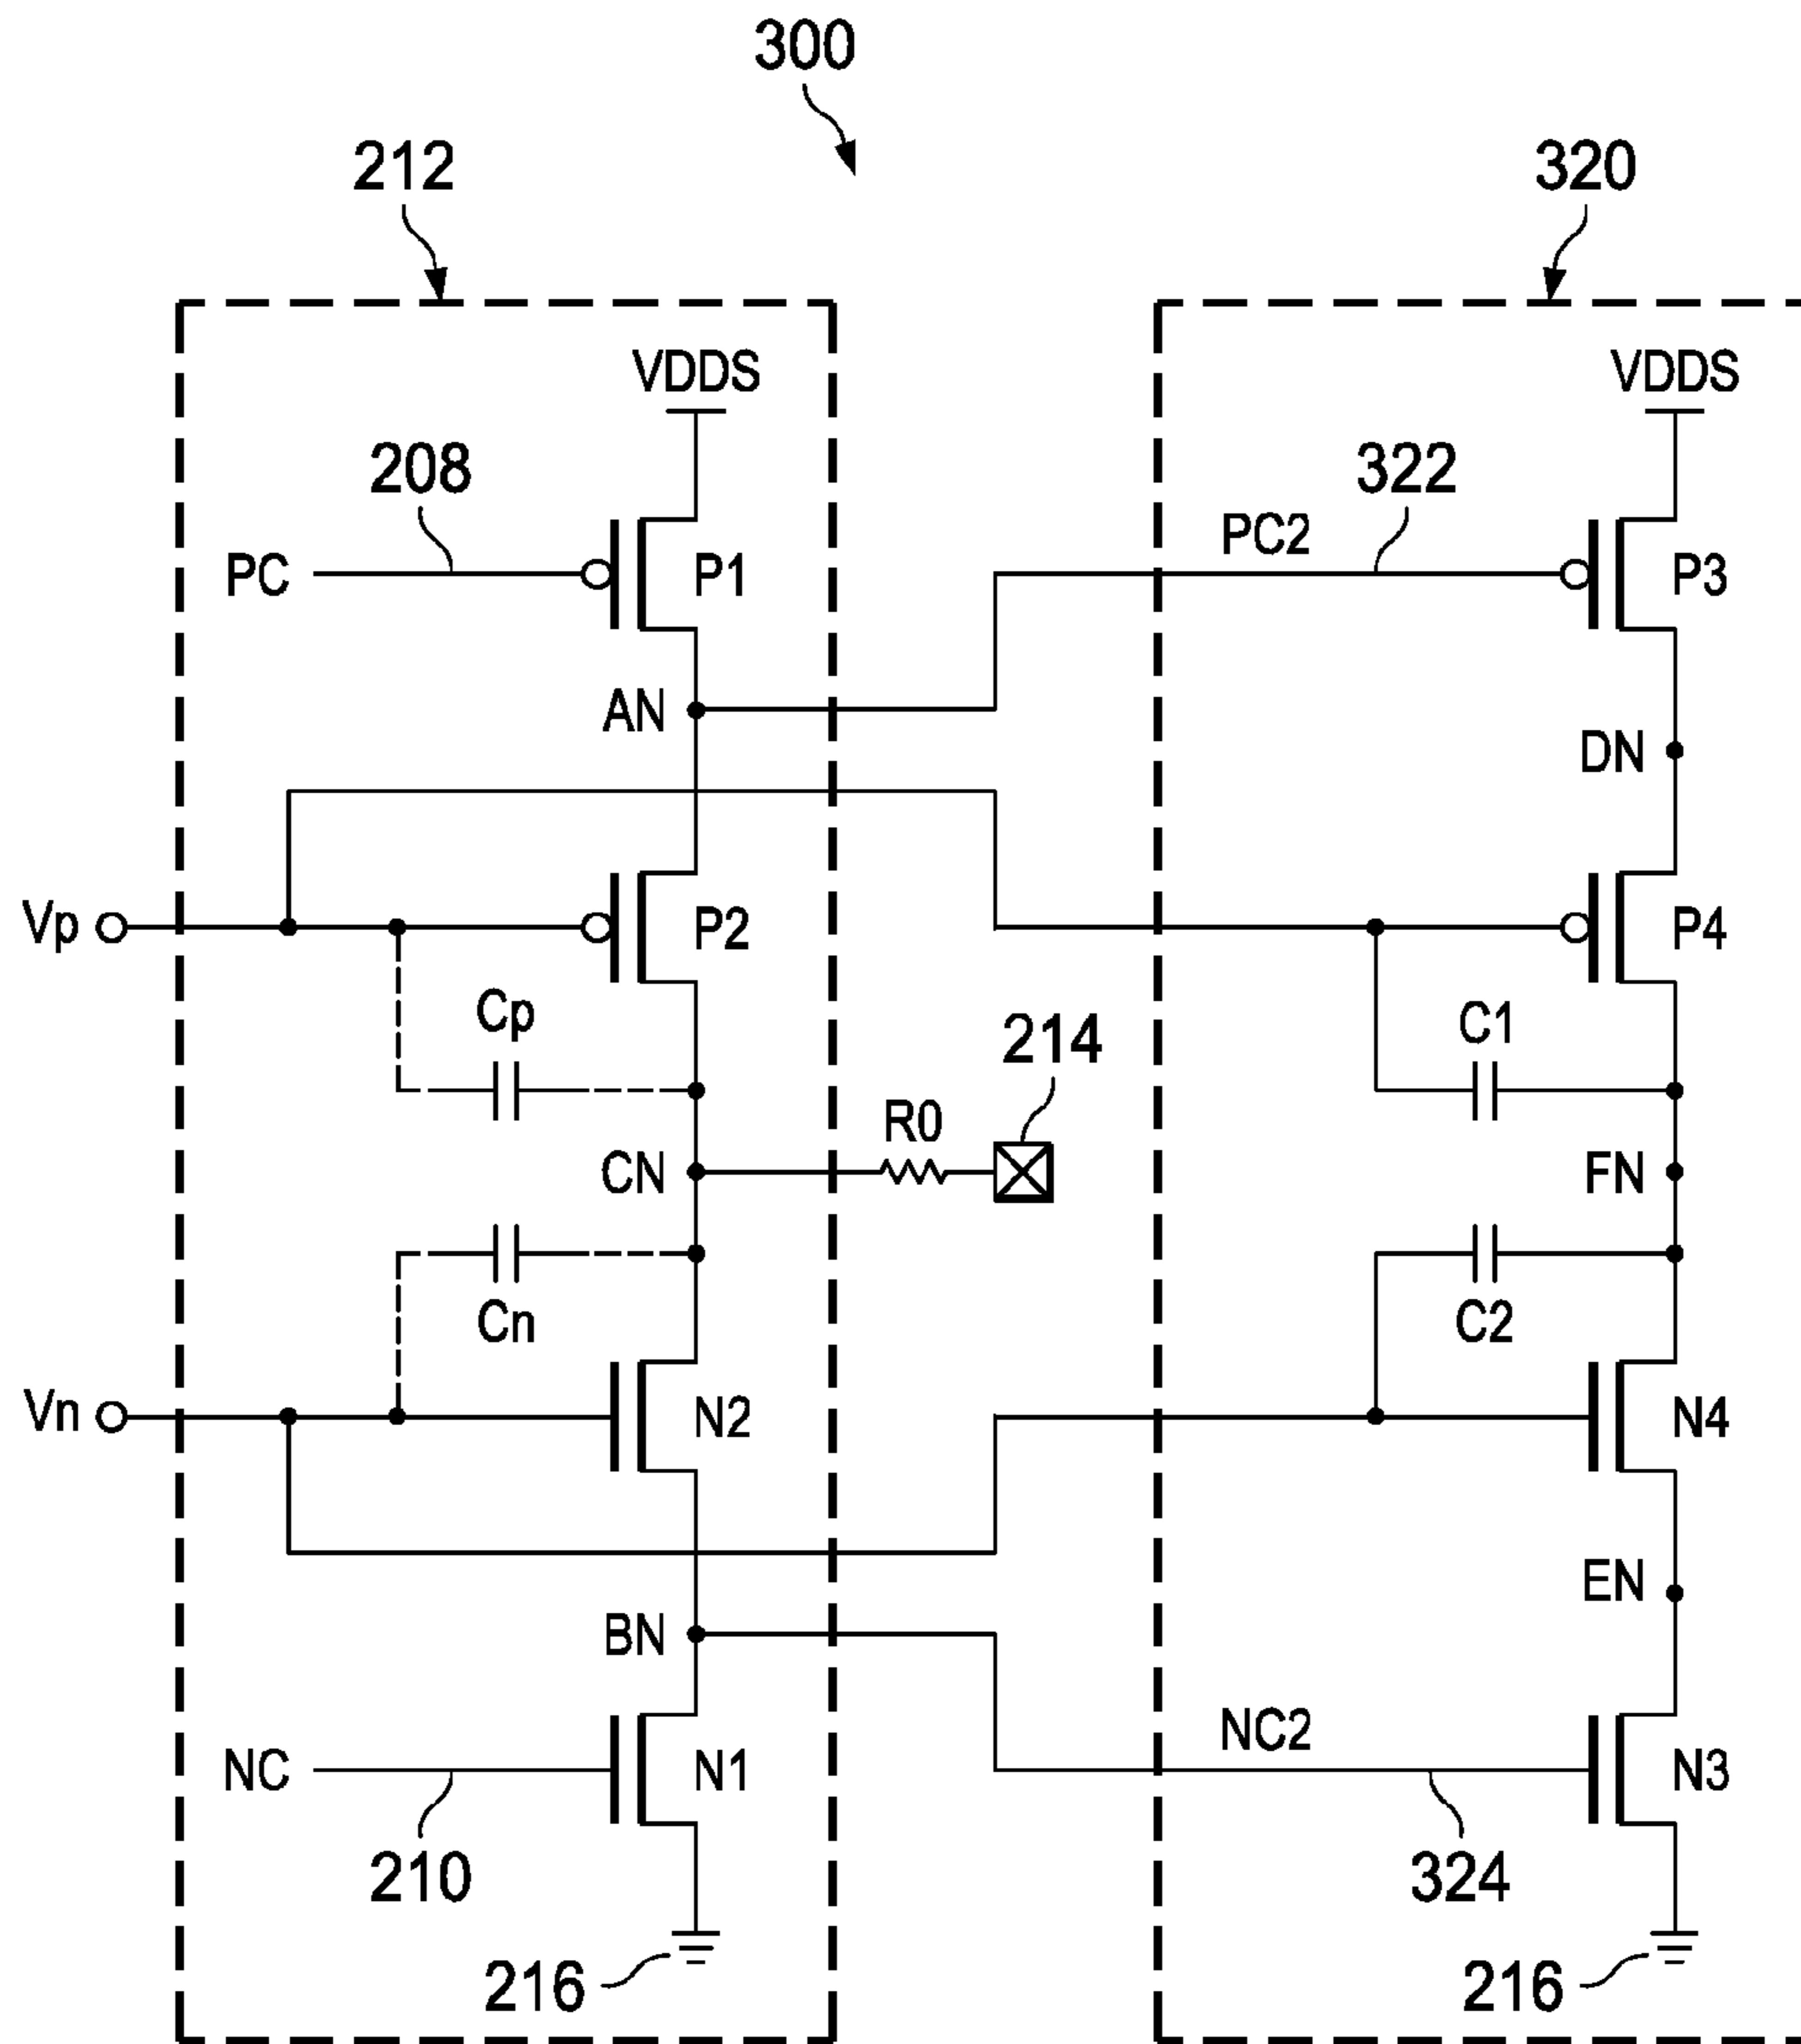 300
212
320
VDDS
VDDS
208
322
PC
P1
PC2
P3
AN
DN
Vp
P2
P4
Cp
C1
214
R0
CN
FN
Cn
C2
Vn
N2
N4
EN
BN
NC
N1
NC2
N3
210
324
216
216